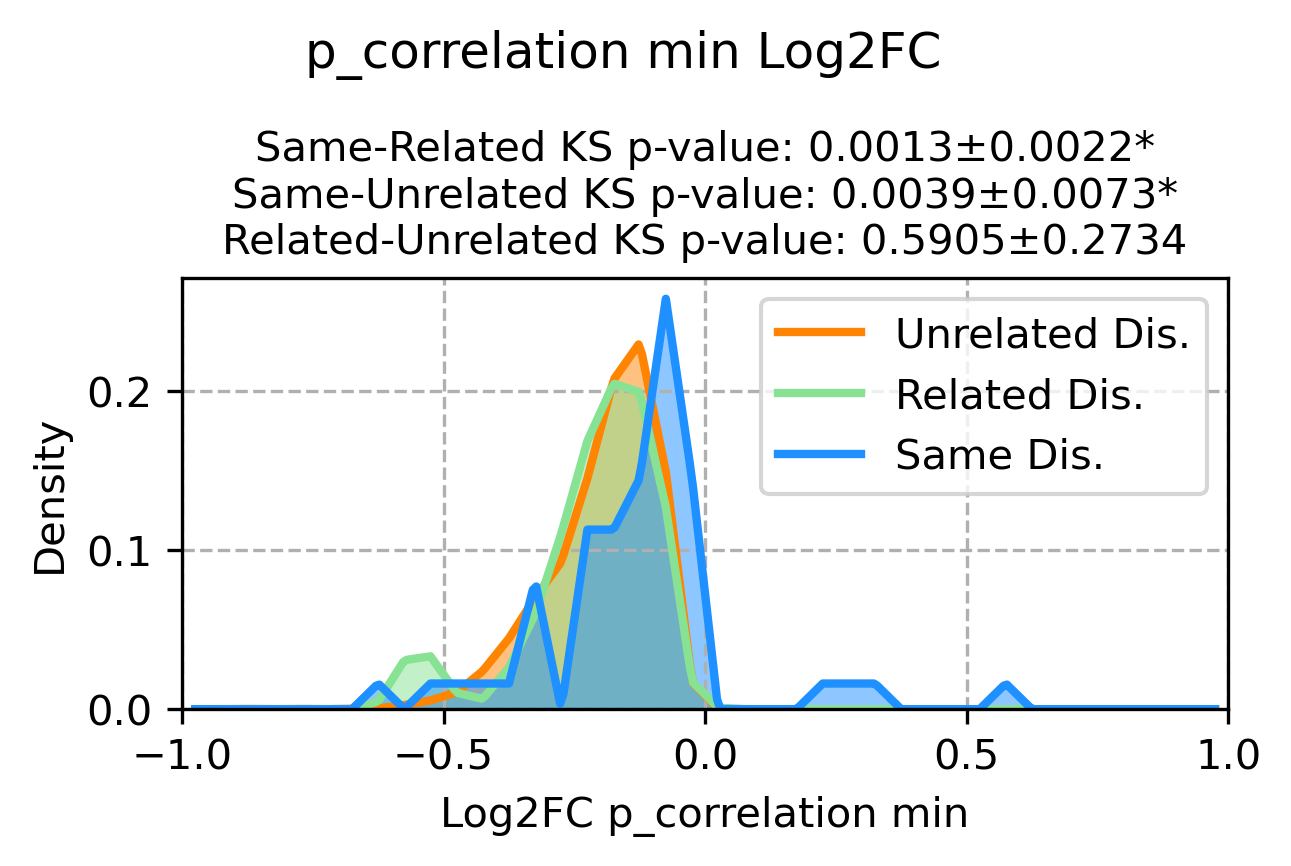 p_correlation min Log2FC
Same-Related KS p-value: 0.0013±0.0022*
Same-Unrelated KS p-value: 0.0039±0.0073*
Related-Unrelated KS p-value: 0.5905±0.2734
Unrelated Dis.
Related Dis.
Same Dis.
Density
0.2
0.1
0.0
−1.0 −0.5 0.0 0.5 1.0
Log2FC p_correlation min